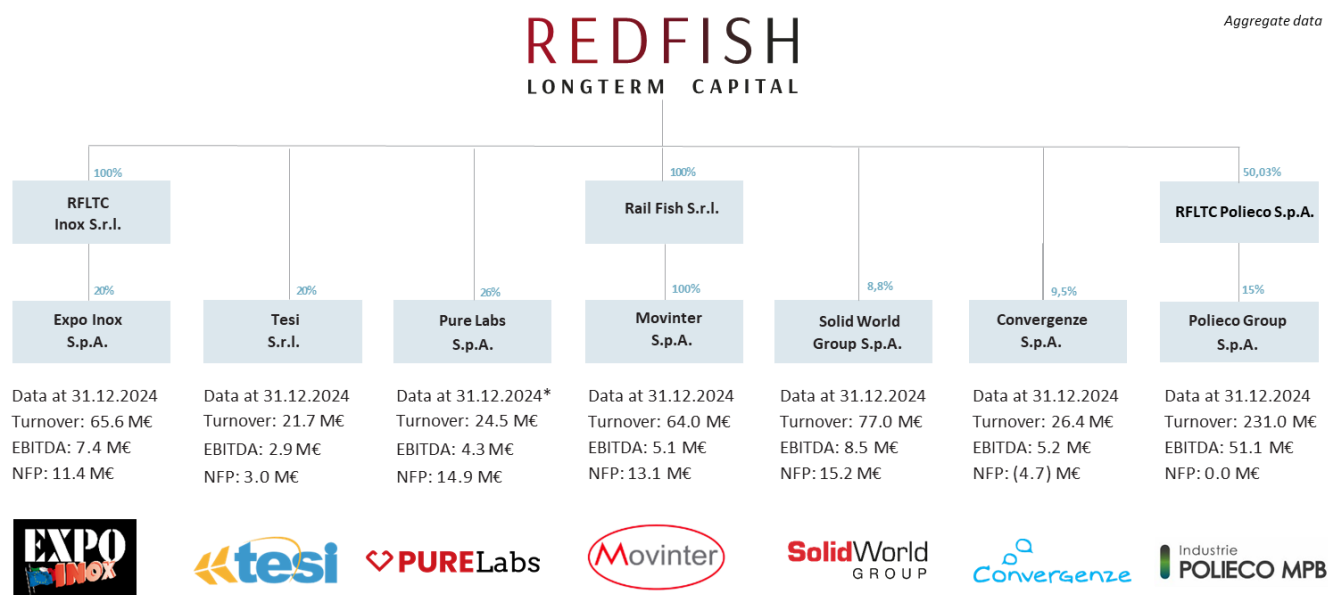 REDFISH
LONGTERM CAPITAL
Aggregate data
100%
RFLTC
Inox S.r.l.
100%
Rail Fish S.r.l.
50,03%
RFLTC Polieco S.p.A.
20%
Expo Inox
S.p.A.
20%
Tesi
S.r.l.
26%
Pure Labs
S.p.A.
100%
Movinter
S.p.A.
8,8%
Solid World
Group S.p.A.
9,5%
Convergenze
S.p.A.
15%
Polieco Group
S.p.A.
Data at 31.12.2024
Turnover: 65.6 M€
EBITDA: 7.4 M€
NFP: 11.4 M€
Data at 31.12.2024
Turnover: 21.7 M€
EBITDA: 2.9 M€
NFP: 3.0 M€
Data at 31.12.2024*
Turnover: 24.5 M€
EBITDA: 4.3 M€
NFP: 14.9 M€
Data at 31.12.2024
Turnover: 64.0 M€
EBITDA: 5.1 M€
NFP: 13.1 M€
Data at 31.12.2024
Turnover: 77.0 M€
EBITDA: 8.5 M€
NFP: 15.2 M€
Data at 31.12.2024
Turnover: 26.4 M€
EBITDA: 5.2 M€
NFP: (4.7) M€
Data at 31.12.2024
Turnover: 231.0 M€
EBITDA: 51.1 M€
NFP: 0.0 M€
EXPO
INOX
tesi
PURELabs
Movinter
SolidWorld
GROUP
Convergenze
Industrie
POLIECO MPB